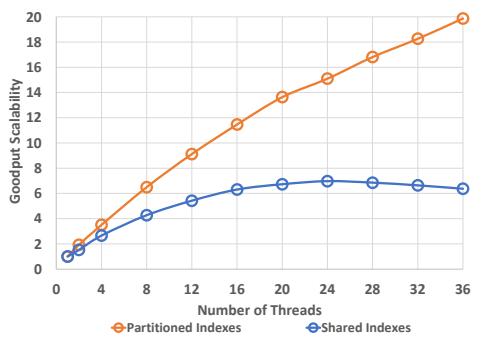 20
18
16
14
12
10
8
6
4
2
0
Goodput Scalability
0 4 8 12 16 20 24 28 32 36
Number of Threads
Partitioned Indexes Shared Indexes